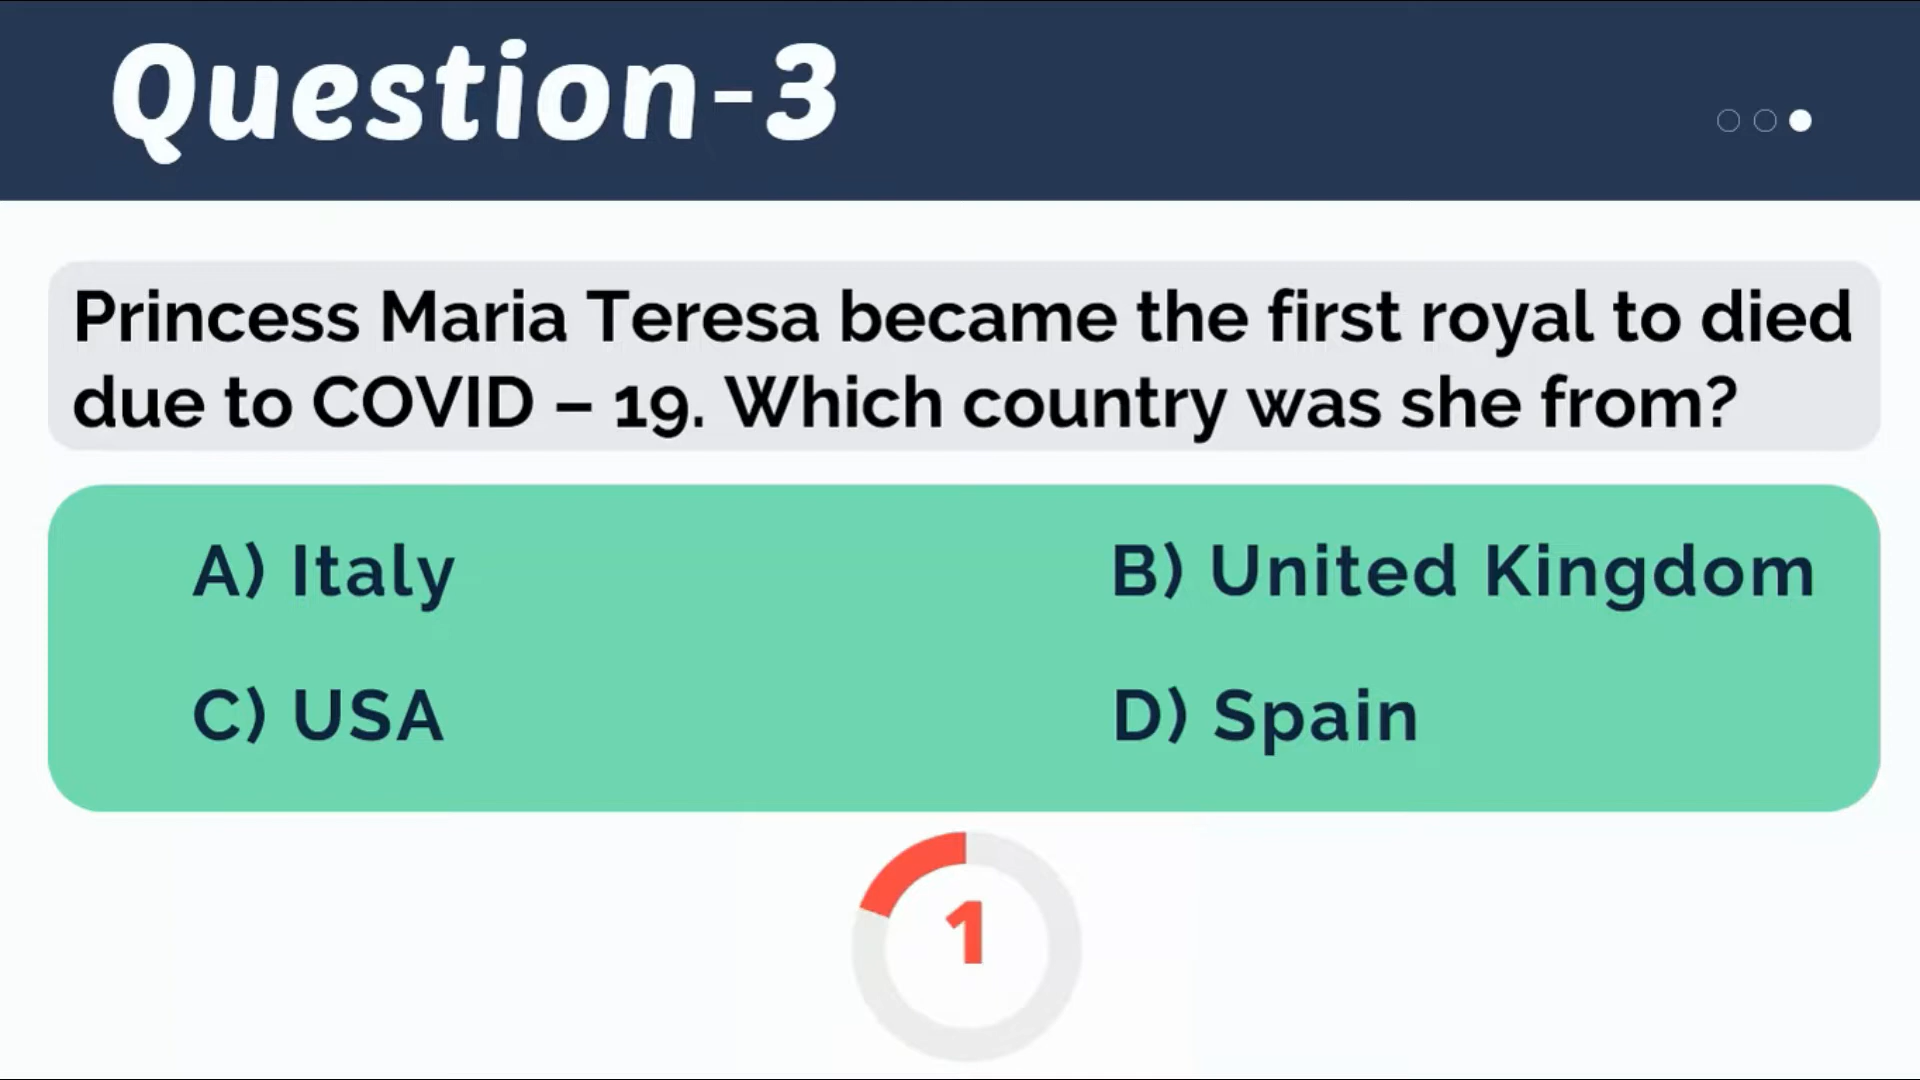 Question-3
Princess Maria Teresa became the first royal to died
due to COVID – 19. Which country was she from?
A) Italy
B) United Kingdom
C) USA
D) Spain
1